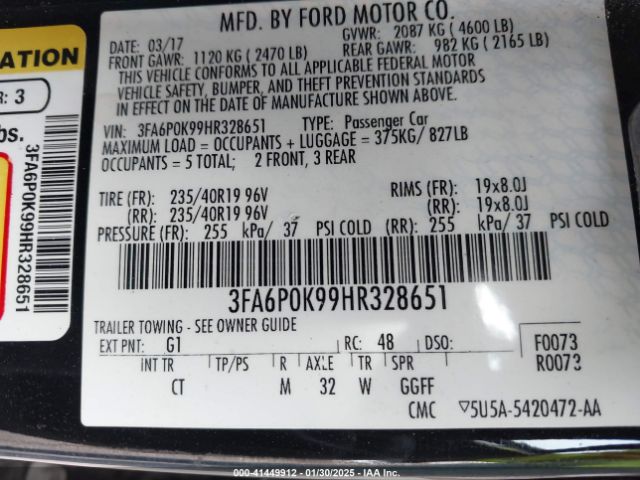 MFD. BY FORD MOTOR CO.
DATE: 03/17
GVWR: 2087 KG ( 4600 LB)
FRONT GAWR: 1120 KG ( 2470 LB)
REAR GAWR: 982 KG ( 2165 LB)
THIS VEHICLE CONFORMS TO ALL APPLICABLE FEDERAL MOTOR
VEHICLE SAFETY, BUMPER, AND THEFT PREVENTION STANDARDS
IN EFFECT ON THE DATE OF MANUFACTURE SHOWN ABOVE.
VIN: 3FA6P0K99HR328651 TYPE: Passenger Car
MAXIMUM LOAD = OCCUPANTS + LUGGAGE = 375KG/ 827LB
OCCUPANTS = 5 TOTAL; 2 FRONT, 3 REAR
TIRE (FR): 235/40R19 96V RIMS (FR): 19x8.0J
(RR): 235/40R19 96V (RR): 19x8.0J
PRESSURE (FR): 255 kPa/ 37 PSI COLD (RR): 255 kPa/ 37 PSI COLD
3FA6P0K99HR328651
TRAILER TOWING - SEE OWNER GUIDE
EXT PNT: G1 RC: 48 DSO: F0073
R0073
INT TR TP/PS R AXLE TR SPR
CT M 32 W GGFF
CMC ▽5U5A-5420472-AA
ATION
R: 3
bs.
3FA6P0K99HR328651
000-41449912 - 01/30/2025 - IAA Inc.